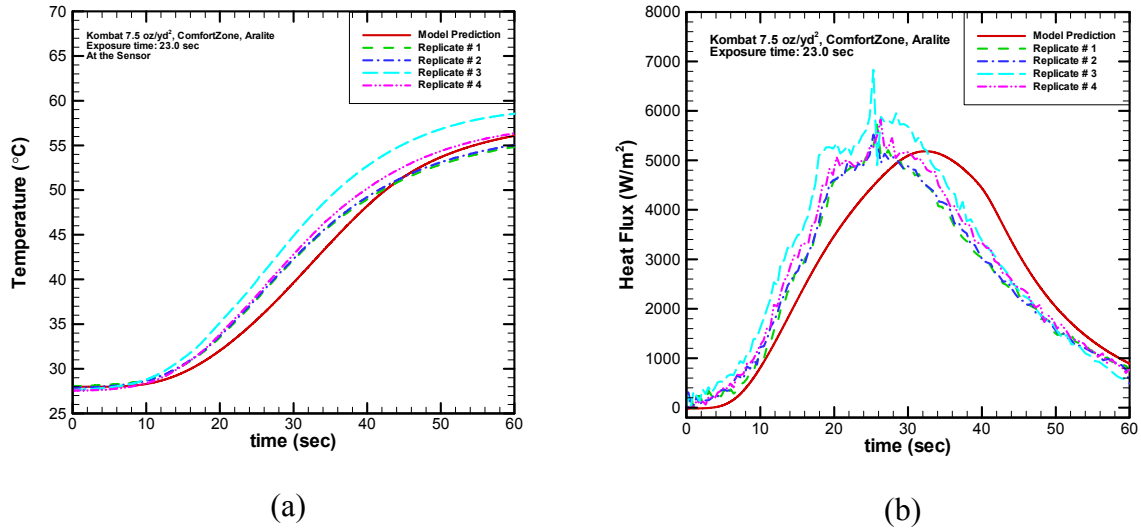 Kombat 7.5 oz/yd², ComfortZone, Aralite
Exposure time: 23.0 sec
At the Sensor
Model Prediction
Replicate # 1
Replicate # 2
Replicate # 3
Replicate # 4
Temperature (°C)
70
65
60
55
50
45
40
35
30
25
0
10
20
30
40
50
60
time (sec)
(a)
Kombat 7.5 oz/yd², ComfortZone, Aralite
Exposure time: 23.0 sec
Model Prediction
Replicate # 1
Replicate # 2
Replicate # 3
Replicate # 4
Heat Flux (W/m²)
8000
7000
6000
5000
4000
3000
2000
1000
0
0
10
20
30
40
50
60
time (sec)
(b)